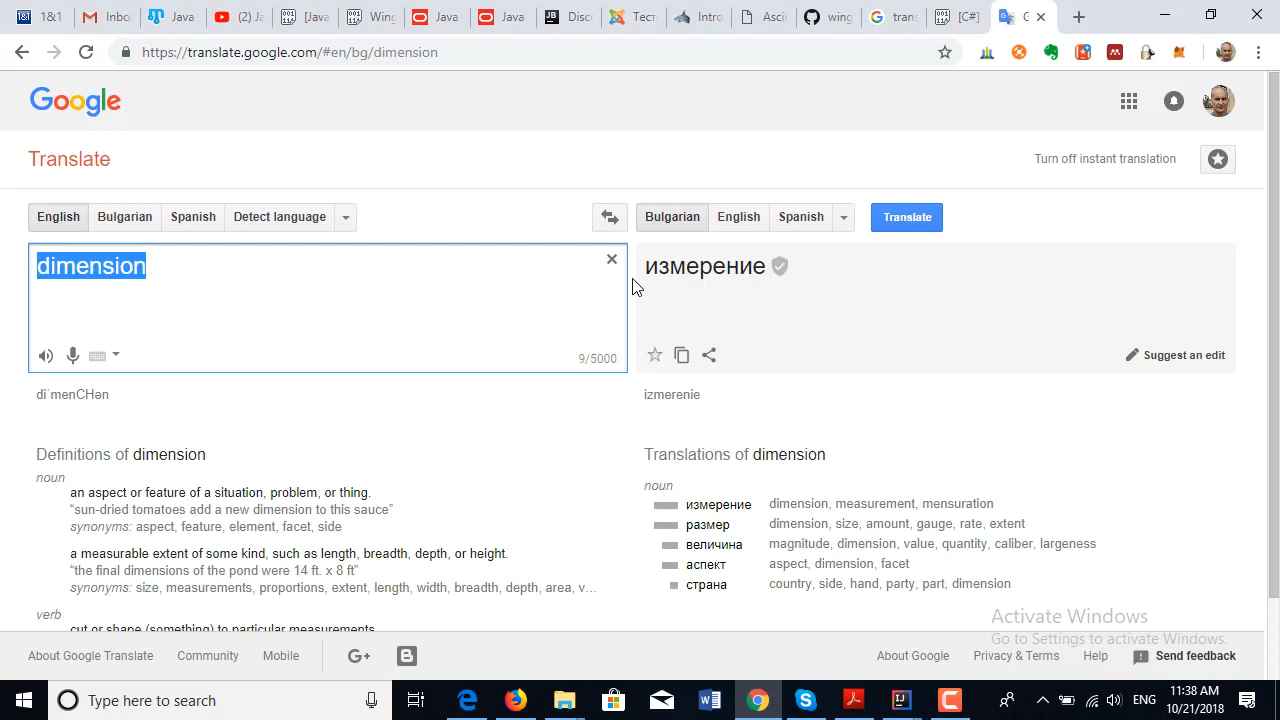 1&1 Inbo Java (2) Ja (Java Wing Java Java Disc Тест Intro Ascii wing trans [C#] G
https://translate.google.com/#en/bg/dimension
Google
Translate
Turn off instant translation
English Bulgarian Spanish Detect language
Bulgarian English Spanish Translate
dimension
9/5000
измерение
Suggest an edit
diˈmenCHən
izmerenie
Definitions of dimension
noun
an aspect or feature of a situation, problem, or thing.
“sun-dried tomatoes add a new dimension to this sauce”
synonyms: aspect, feature, element, facet, side
a measurable extent of some kind, such as length, breadth, depth, or height.
“the final dimensions of the pond were 14 ft. x 8 ft”
synonyms: size, measurements, proportions, extent, length, width, breadth, depth, area, v…
verb
cut or shape (something) to particular measurements.
Translations of dimension
noun
измерение dimension, measurement, mensuration
размер dimension, size, amount, gauge, rate, extent
величина magnitude, dimension, value, quantity, caliber, largeness
аспект aspect, dimension, facet
страна country, side, hand, party, part, dimension
Activate Windows
Go to Settings to activate Windows.
About Google Translate Community Mobile G+
About Google Privacy & Terms Help Send feedback
Type here to search
ENG
11:38 AM
10/21/2018